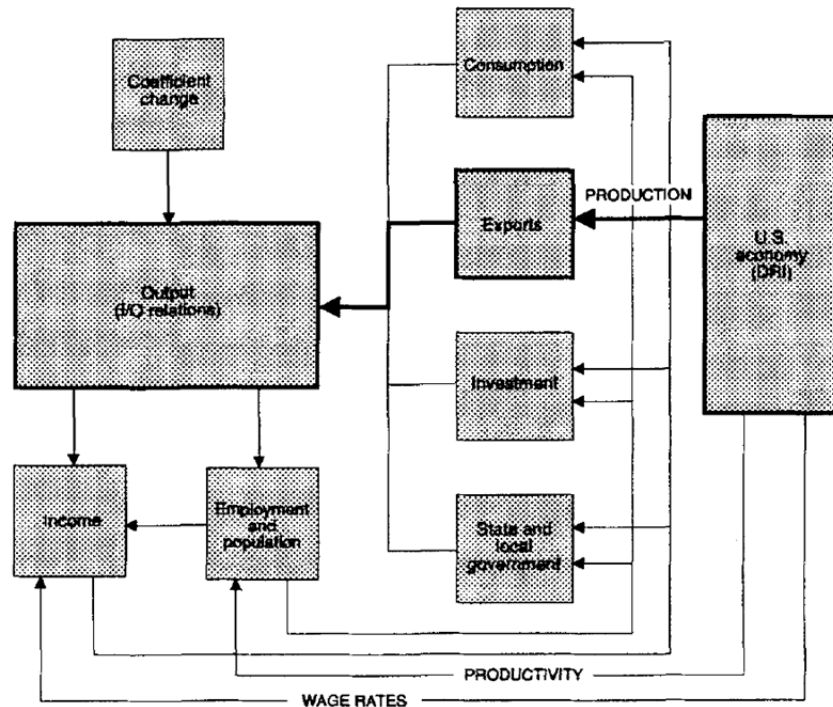 Coefficient
change
Consumption
PRODUCTION
Exports
U.S.
economy
(DRI)
Output
(I/O relations)
Investment
Income
Employment
and
population
State and
local
government
PRODUCTIVITY
WAGE RATES